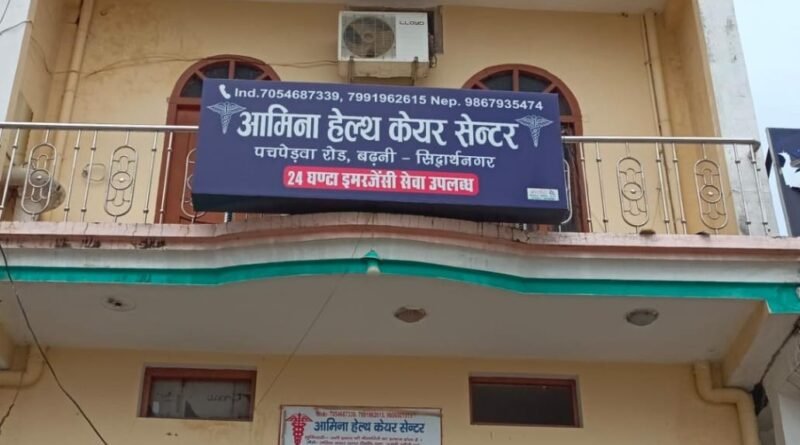 LLOYD
Ind.7054687339, 7991962615 Nep. 9867935474
आमिना हेल्थ केयर सेन्टर
पचपेड़वा रोड, बढ़नी – सिद्वार्थनगर
24 घण्टा इमरजेंसी सेवा उपलब्ध
आमिना हेल्थ केयर सेन्टर